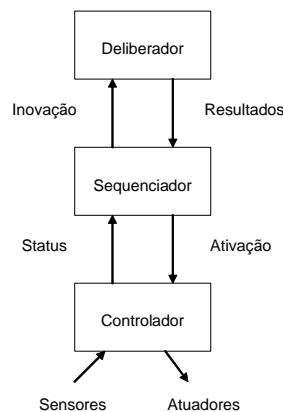 Deliberador
Inovação
Resultados
Sequenciador
Status
Ativação
Controlador
Sensores
Atuadores